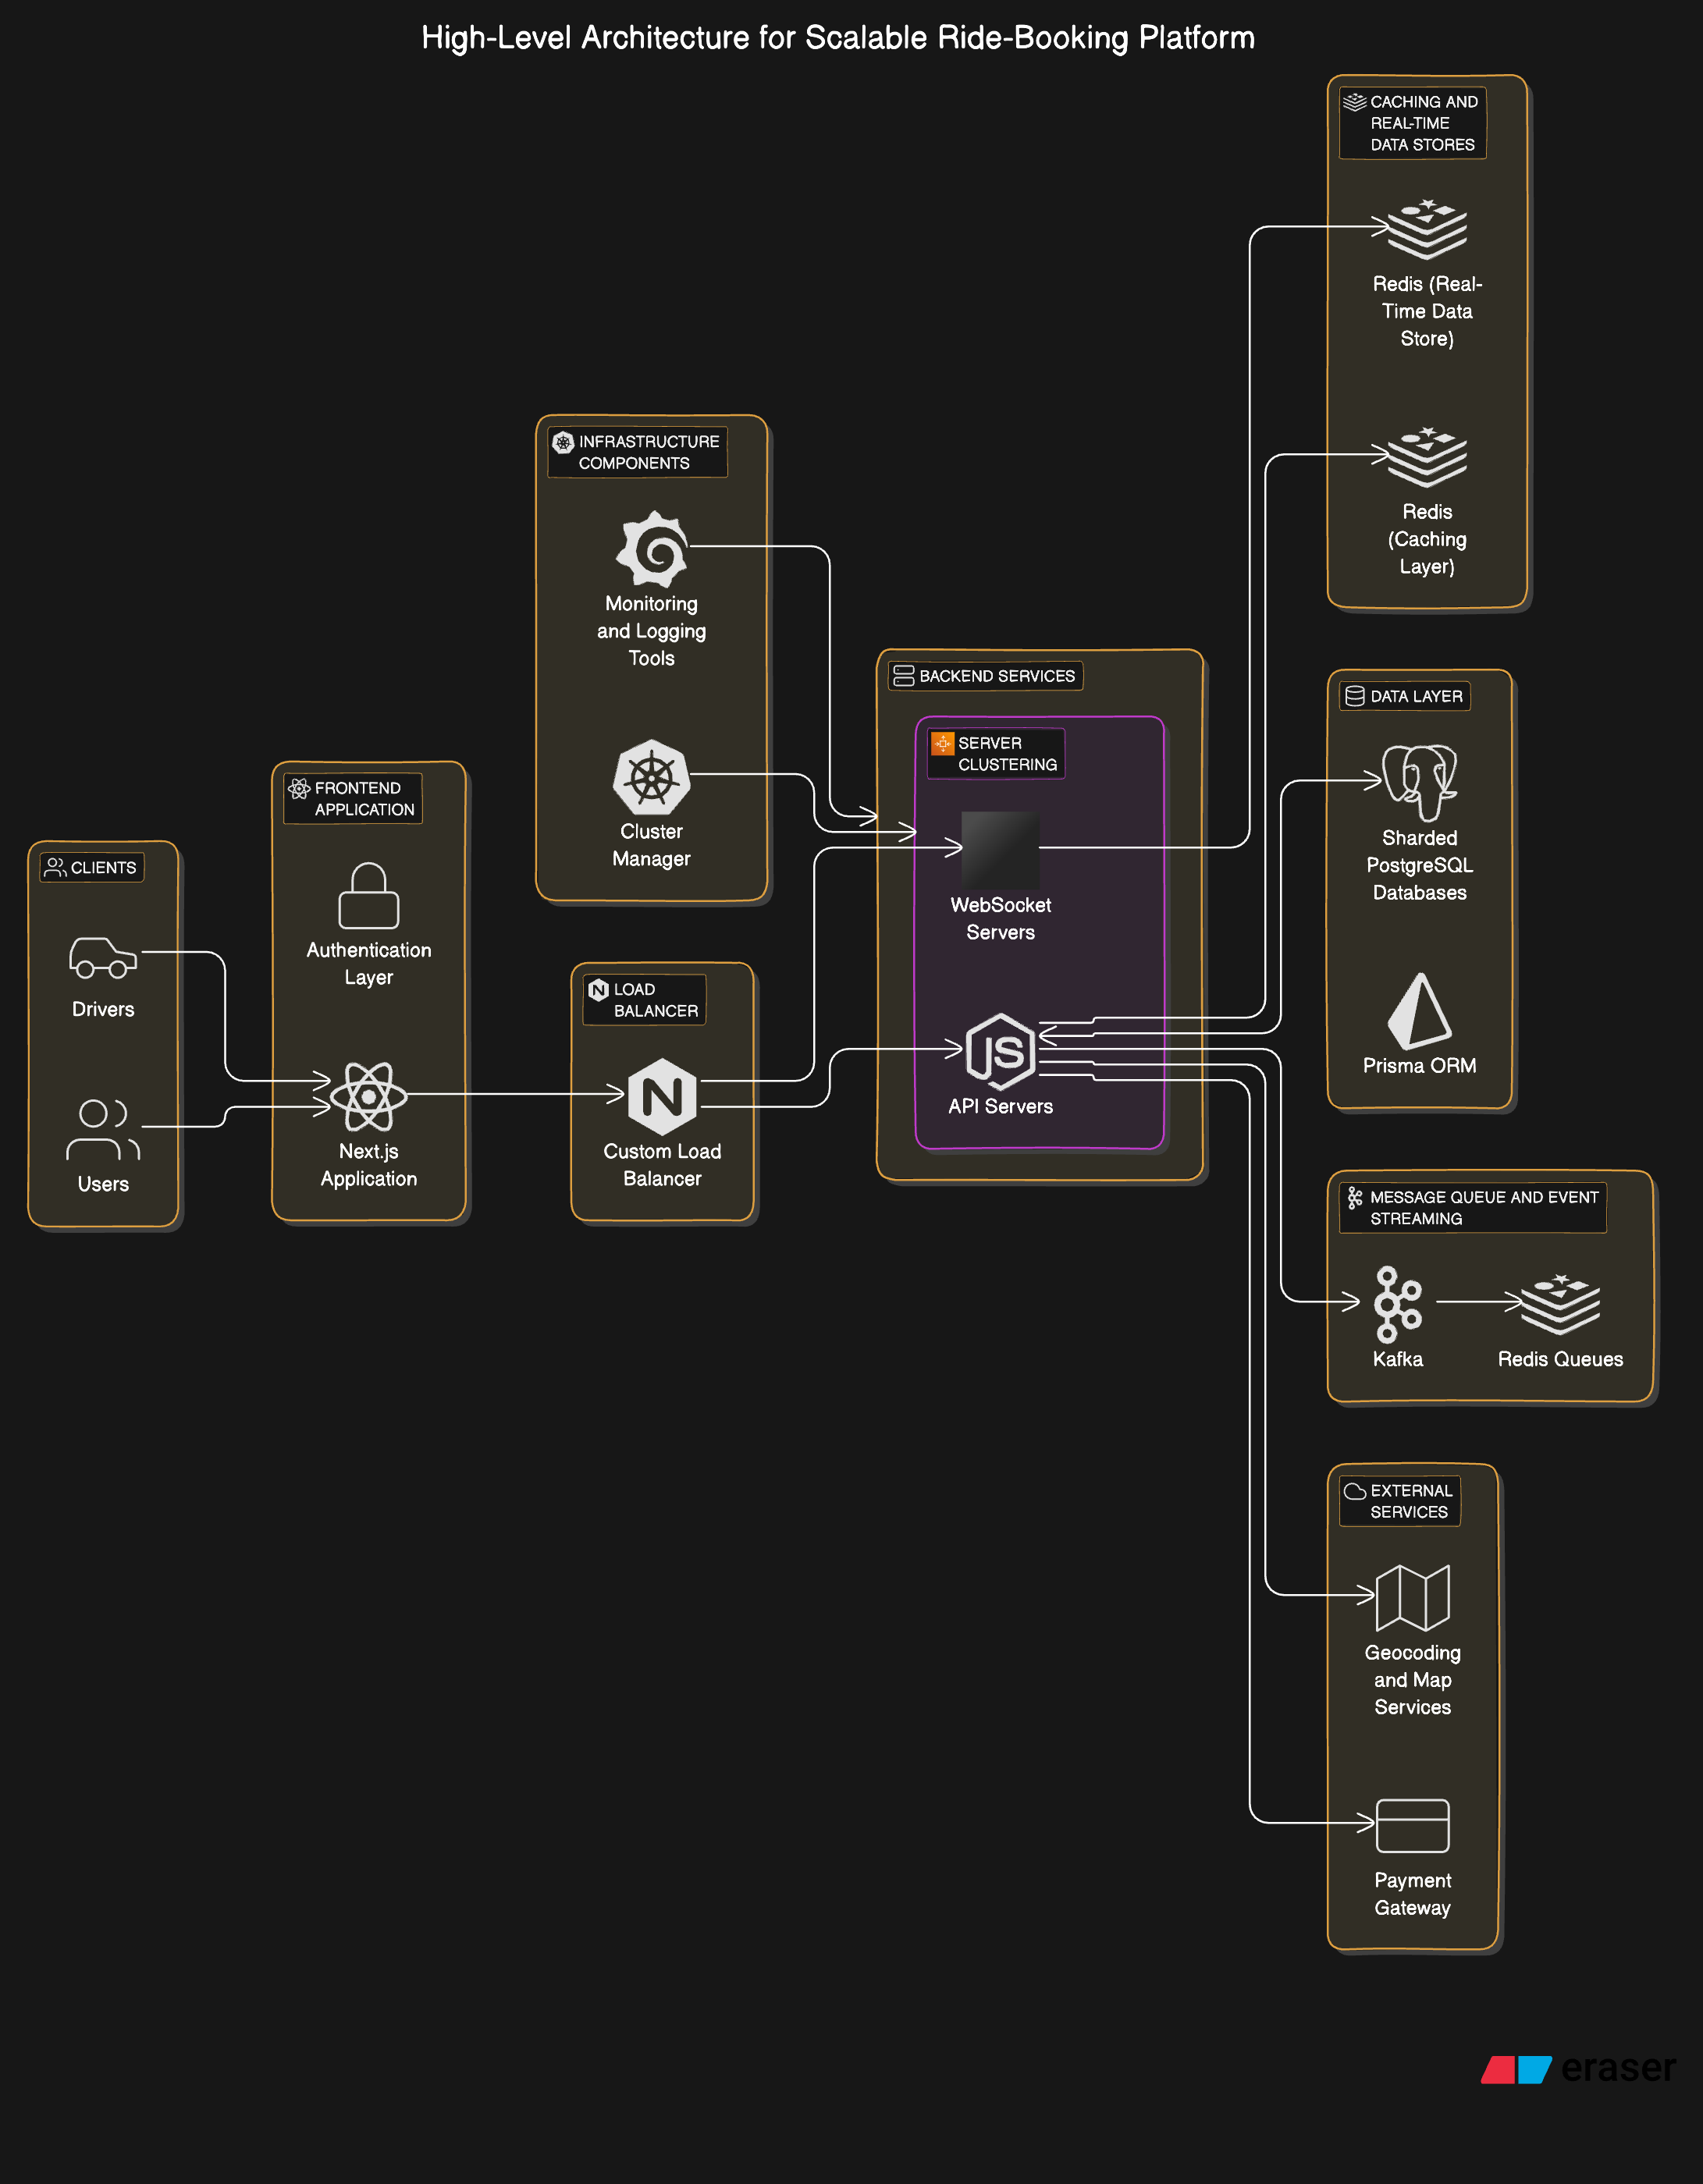 High-Level Architecture for Scalable Ride-Booking Platform
CLIENTS
Drivers
Users
FRONTEND
APPLICATION
Authentication
Layer
Next.js
Application
INFRASTRUCTURE
COMPONENTS
Monitoring
and Logging
Tools
Cluster
Manager
LOAD
BALANCER
Custom Load
Balancer
BACKEND SERVICES
SERVER
CLUSTERING
WebSocket
Servers
JS
API Servers
CACHING AND
REAL-TIME
DATA STORES
Redis (Real-
Time Data
Store)
Redis
(Caching
Layer)
DATA LAYER
Sharded
PostgreSQL
Databases
Prisma ORM
MESSAGE QUEUE AND EVENT
STREAMING
Kafka
Redis Queues
EXTERNAL
SERVICES
Geocoding
and Map
Services
Payment
Gateway
eraser